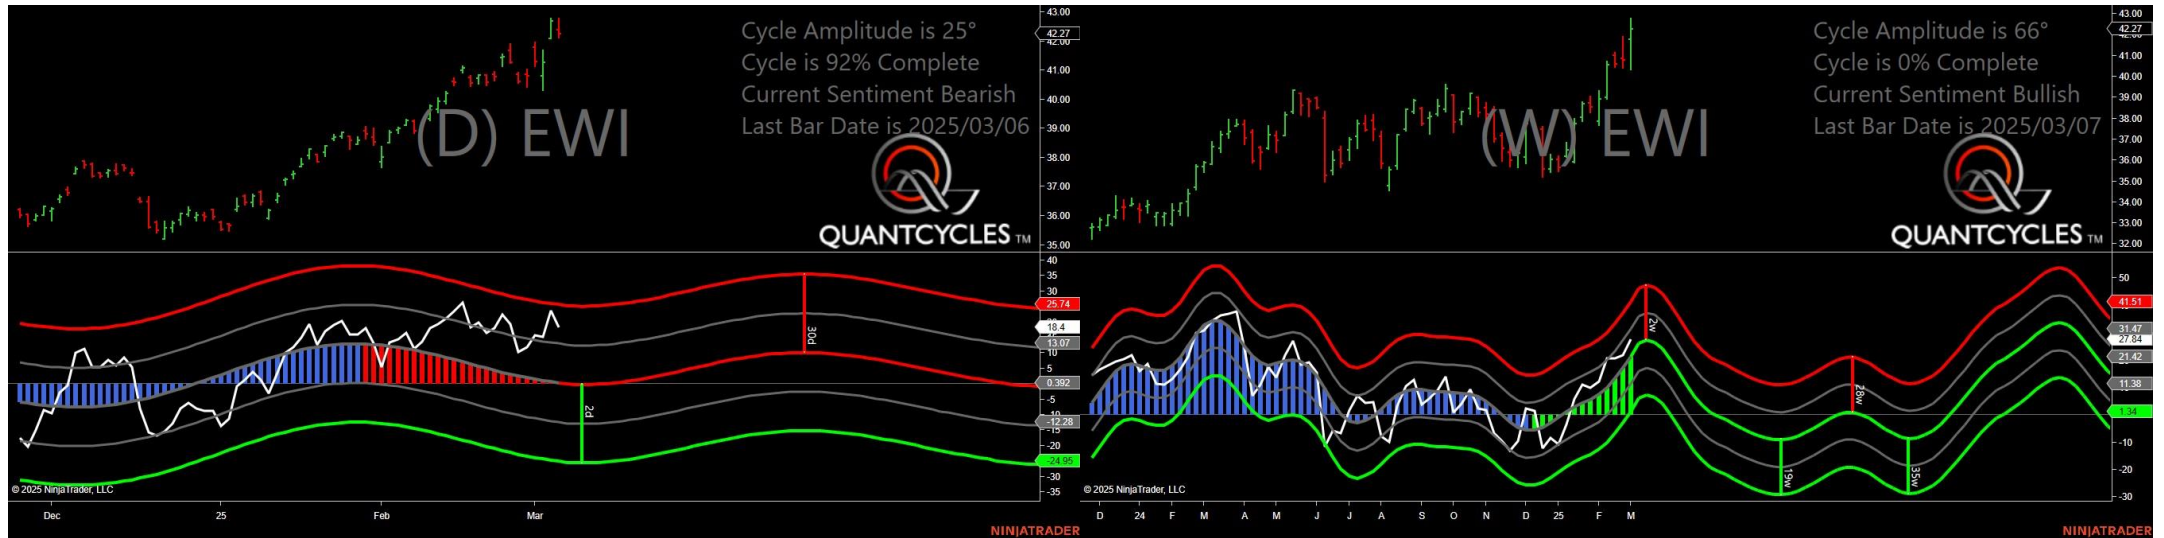 Cycle Amplitude is 25°
Cycle is 92% Complete
Current Sentiment Bearish
Last Bar Date is 2025/03/06
(D) EWI
QUANTCYCLES TM
43.00
42.27
42.00
41.00
40.00
39.00
38.00
37.00
36.00
35.00
40
35
25.74
18.4
13.07
10
5
0.392
-5
-10
-12.28
-15
-20
-24.95
-30
-35
30d
2d
© 2025 NinjaTrader, LLC
Dec
25
Feb
Mar
NINJATRADER
Cycle Amplitude is 66°
Cycle is 0% Complete
Current Sentiment Bullish
Last Bar Date is 2025/03/07
(W) EWI
QUANTCYCLES TM
43.00
42.27
41.00
40.00
39.00
38.00
37.00
36.00
35.00
34.00
33.00
32.00
50
41.51
31.47
27.84
21.42
11.38
1.34
-10
-20
-30
2w
28w
19w
35w
© 2025 NinjaTrader, LLC
D
24
F
M
A
M
J
J
A
S
O
N
D
25
F
M
NINJATRADER